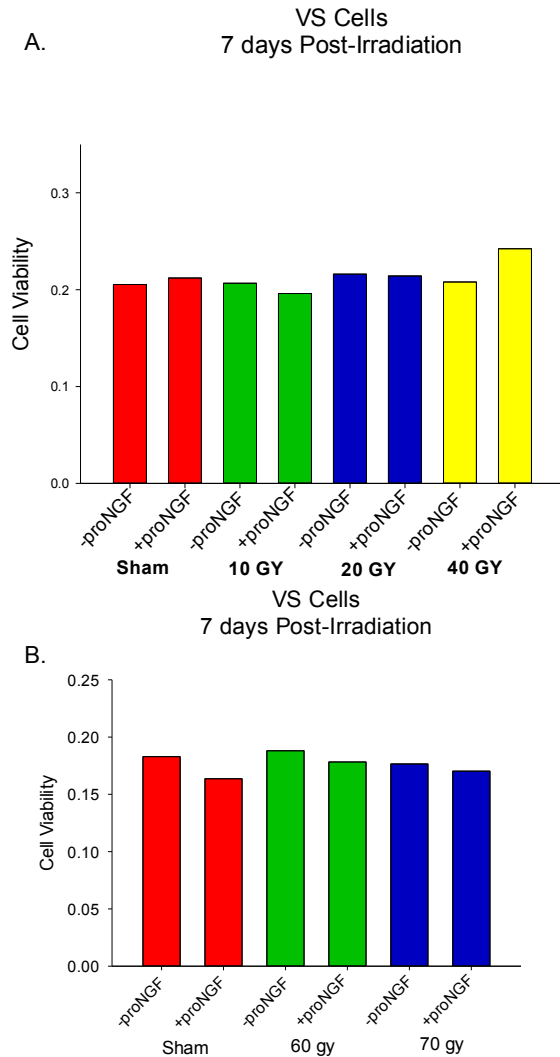 A.
VS Cells
7 days Post-Irradiation
Cell Viability
0.3
0.2
0.1
0.0
-proNGF +proNGF -proNGF +proNGF -proNGF +proNGF -proNGF +proNGF
Sham 10 GY 20 GY 40 GY
VS Cells
7 days Post-Irradiation
B.
Cell Viability
0.25
0.20
0.15
0.10
0.05
0.00
-proNGF +proNGF -proNGF +proNGF -proNGF +proNGF
Sham 60 gy 70 gy